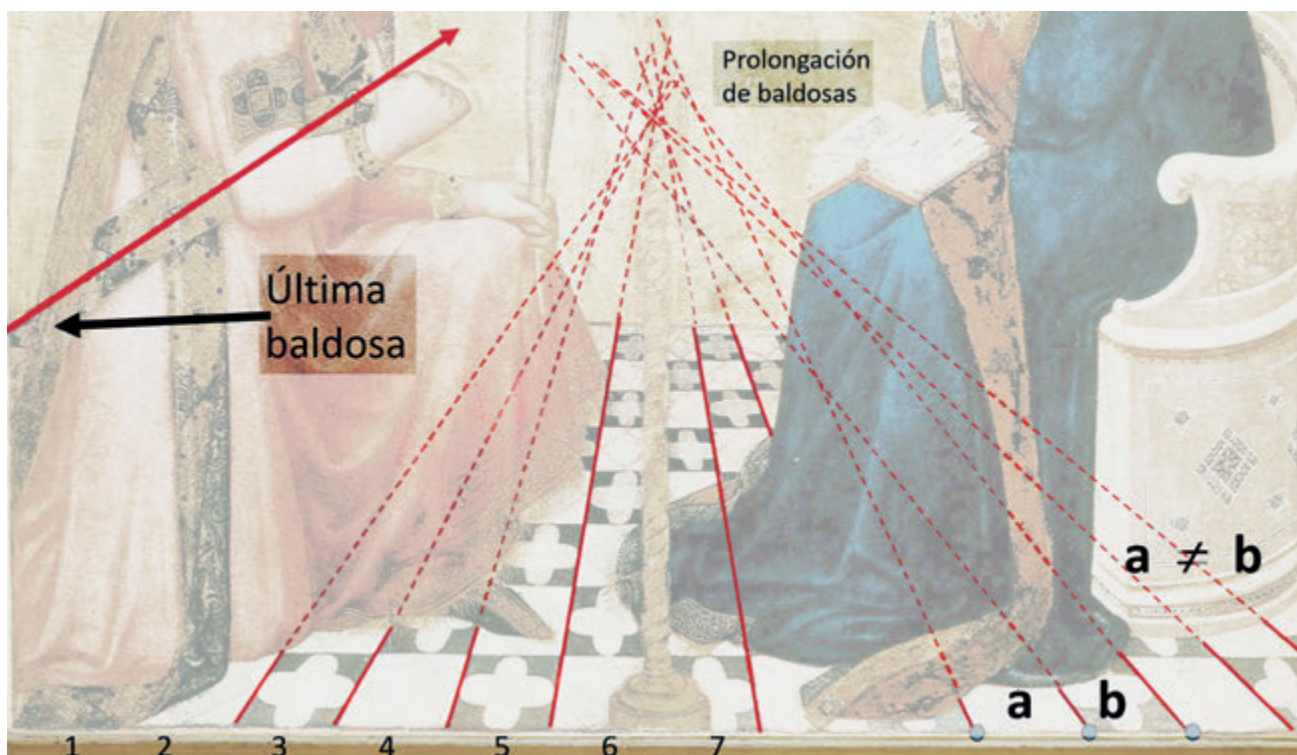 Prolongación
de baldosas
Última
baldosa
a ≠ b
a b
1 2 3 4 5 6 7